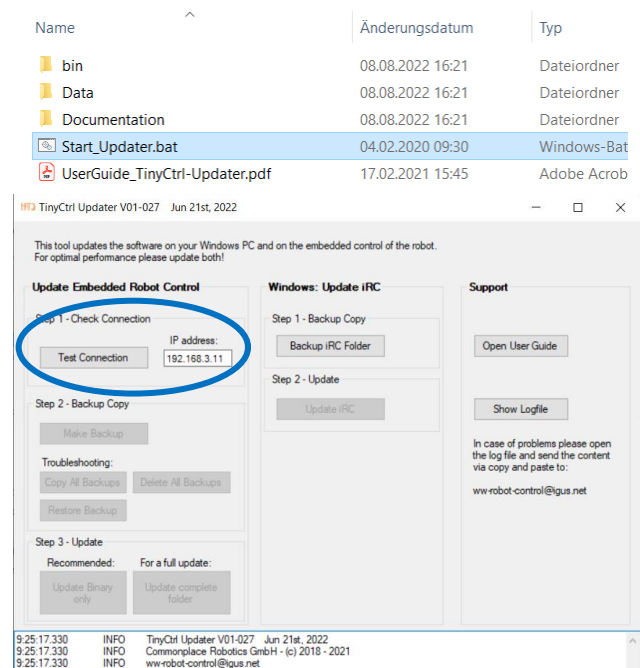 Name Änderungsdatum Typ
bin 08.08.2022 16:21 Dateiordner
Data 08.08.2022 16:21 Dateiordner
Documentation 08.08.2022 16:21 Dateiordner
Start_Updater.bat 04.02.2020 09:30 Windows-Bat
UserGuide_TinyCtrl-Updater.pdf 17.02.2021 15:45 Adobe Acrob
TinyCtrl Updater V01-027 Jun 21st, 2022
This tool updates the software on your Windows PC and on the embedded control of the robot.
For optimal performance please update both!
Update Embedded Robot Control
Step 1 - Check Connection
IP address:
Test Connection 192.168.3.11
Step 2 - Backup Copy
Make Backup
Troubleshooting:
Copy All Backups Delete All Backups
Restore Backup
Step 3 - Update
Recommended: For a full update:
Update Binary
only
Update complete
folder
Windows: Update iRC
Step 1 - Backup Copy
Backup iRC Folder
Step 2 - Update
Update iRC
Support
Open User Guide
Show Logfile
In case of problems please open
the log file and send the content
via copy and paste to:
ww-robot-control@igus.net
9:25:17.330 INFO TinyCtrl Updater V01-027 Jun 21st, 2022
9:25:17.330 INFO Commonplace Robotics GmbH - (c) 2018 - 2021
9:25:17.330 INFO ww-robot-control@igus.net